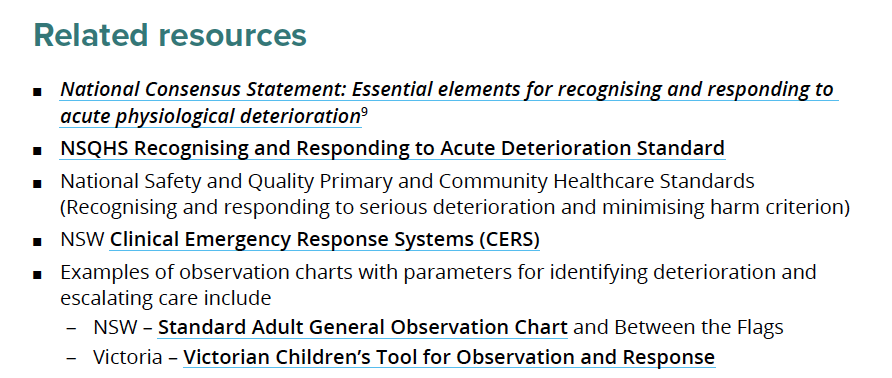 Related resources
■ National Consensus Statement: Essential elements for recognising and responding to
acute physiological deterioration⁹
■ NSQHS Recognising and Responding to Acute Deterioration Standard
■ National Safety and Quality Primary and Community Healthcare Standards
(Recognising and responding to serious deterioration and minimising harm criterion)
■ NSW Clinical Emergency Response Systems (CERS)
■ Examples of observation charts with parameters for identifying deterioration and
escalating care include
– NSW – Standard Adult General Observation Chart and Between the Flags
– Victoria – Victorian Children’s Tool for Observation and Response